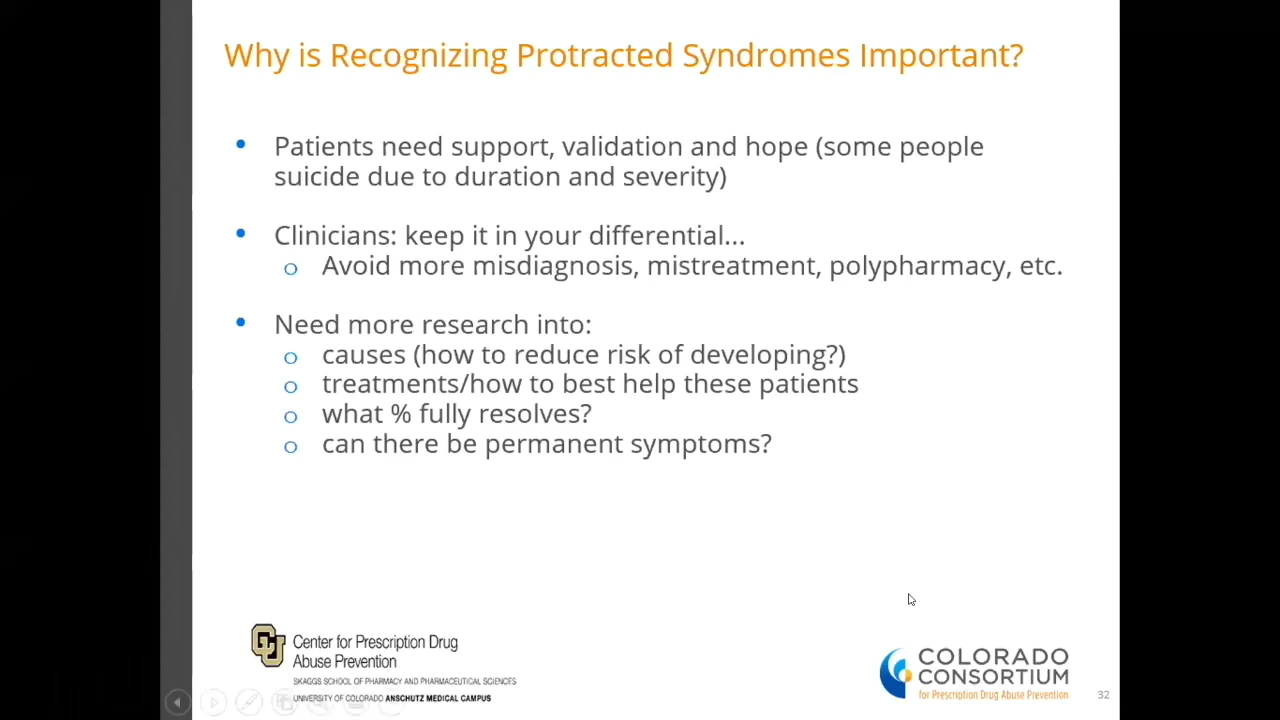 Why is Recognizing Protracted Syndromes Important?
• Patients need support, validation and hope (some people
suicide due to duration and severity)
• Clinicians: keep it in your differential...
o Avoid more misdiagnosis, mistreatment, polypharmacy, etc.
• Need more research into:
o causes (how to reduce risk of developing?)
o treatments/how to best help these patients
o what % fully resolves?
o can there be permanent symptoms?
CU
Center for Prescription Drug
Abuse Prevention
SKAGGS SCHOOL OF PHARMACY AND PHARMACEUTICAL SCIENCES
UNIVERSITY OF COLORADO ANSCHUTZ MEDICAL CAMPUS
COLORADO
CONSORTIUM
for Prescription Drug Abuse Prevention
32